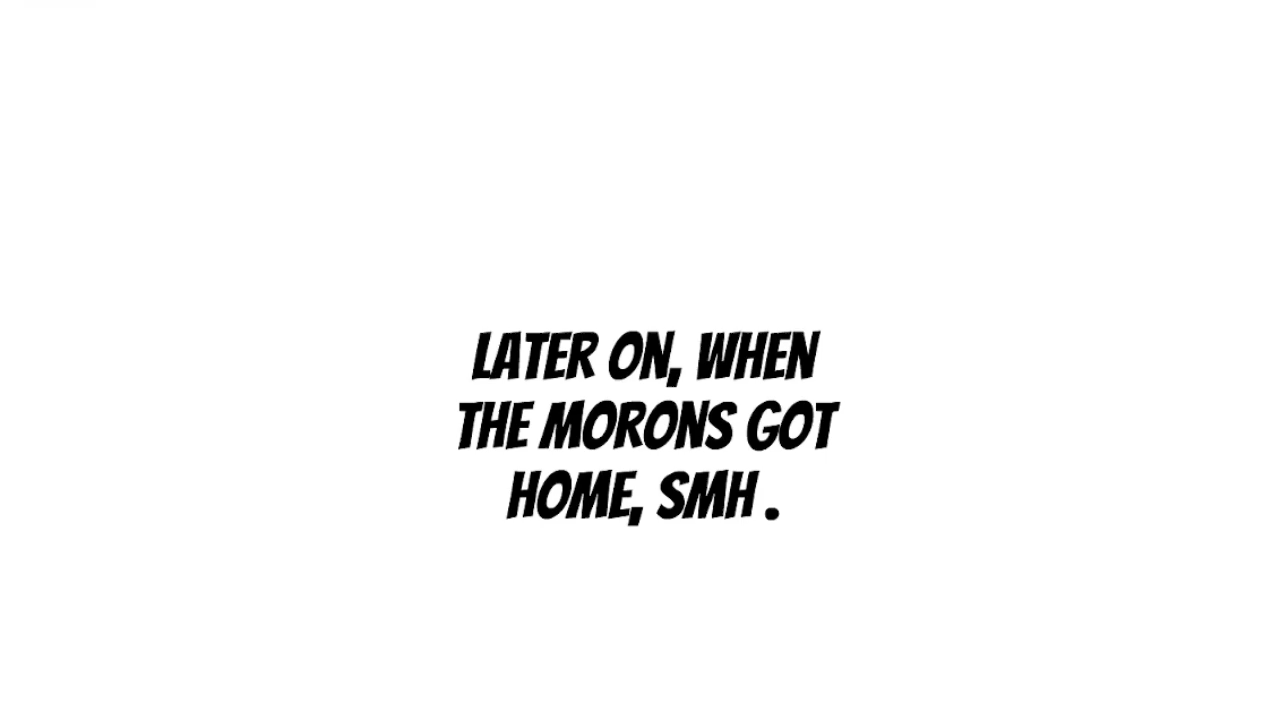 LATER ON, WHEN
THE MORONS GOT
HOME, SMH .